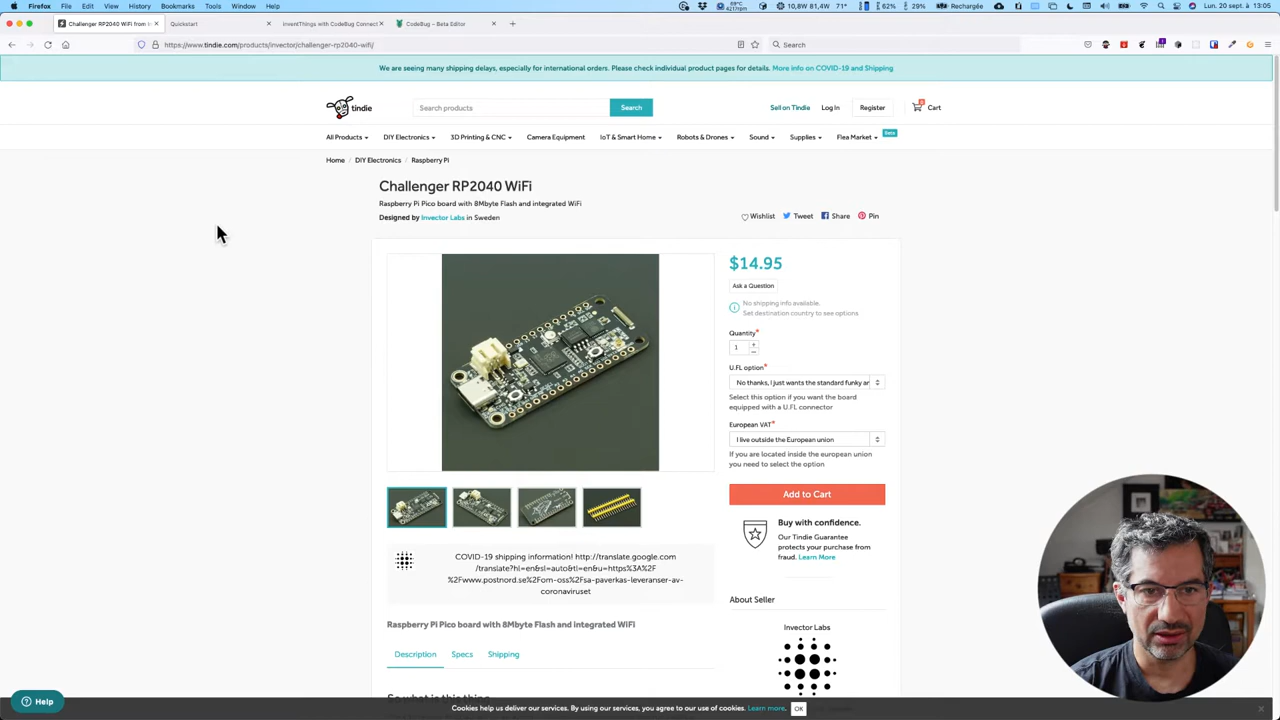 Firefox File Edit View History Bookmarks Tools Window Help
62% 29% Rechargée Lun. 20 sept. à 13:05
Challenger RP2040 WiFi from In
Quickstart
InventThings with CodeBug Connect
CodeBug – Beta Editor
https://www.tindie.com/products/invector/challenger-rp2040-wifi/
Search
We are seeing many shipping delays, especially for international orders. Please check individual product pages for details. More info on COVID-19 and Shipping
tindie
Search products
Search
Sell on Tindie
Log In
Register
Cart
All Products
DIY Electronics
3D Printing & CNC
Camera Equipment
IoT & Smart Home
Robots & Drones
Sound
Supplies
Flea Market
Beta
Home
DIY Electronics
Raspberry Pi
Challenger RP2040 WiFi
Raspberry Pi Pico board with 8Mbyte Flash and integrated WiFi
Designed by Invector Labs in Sweden
Wishlist
Tweet
Share
Pin
$14.95
Ask a Question
No shipping info available.
Set destination country to see options.
Quantity*
1
U.FL option*
No thanks, I just wants the standard funky ar
Select this option if you want the board
equipped with a U.FL connector
European VAT*
I live outside the European union
If you are located inside the european union
you need to select the option
Add to Cart
Buy with confidence.
Our Tindie Guarantee
protects your purchase from
fraud. Learn More
About Seller
Invector Labs
COVID-19 shipping information! http://translate.google.com
/translate?hl=en&sl=auto&tl=en&u=https%3A%2F
%2Fwww.postnord.se%2Fom-oss%2Fsa-paverkas-leveranser-av-
coronaviruset
Raspberry Pi Pico board with 8Mbyte Flash and integrated WiFi
Description
Specs
Shipping
So what is this thing
Help
Cookies help us deliver our services. By using our services, you agree to our use of cookies. Learn more.
OK